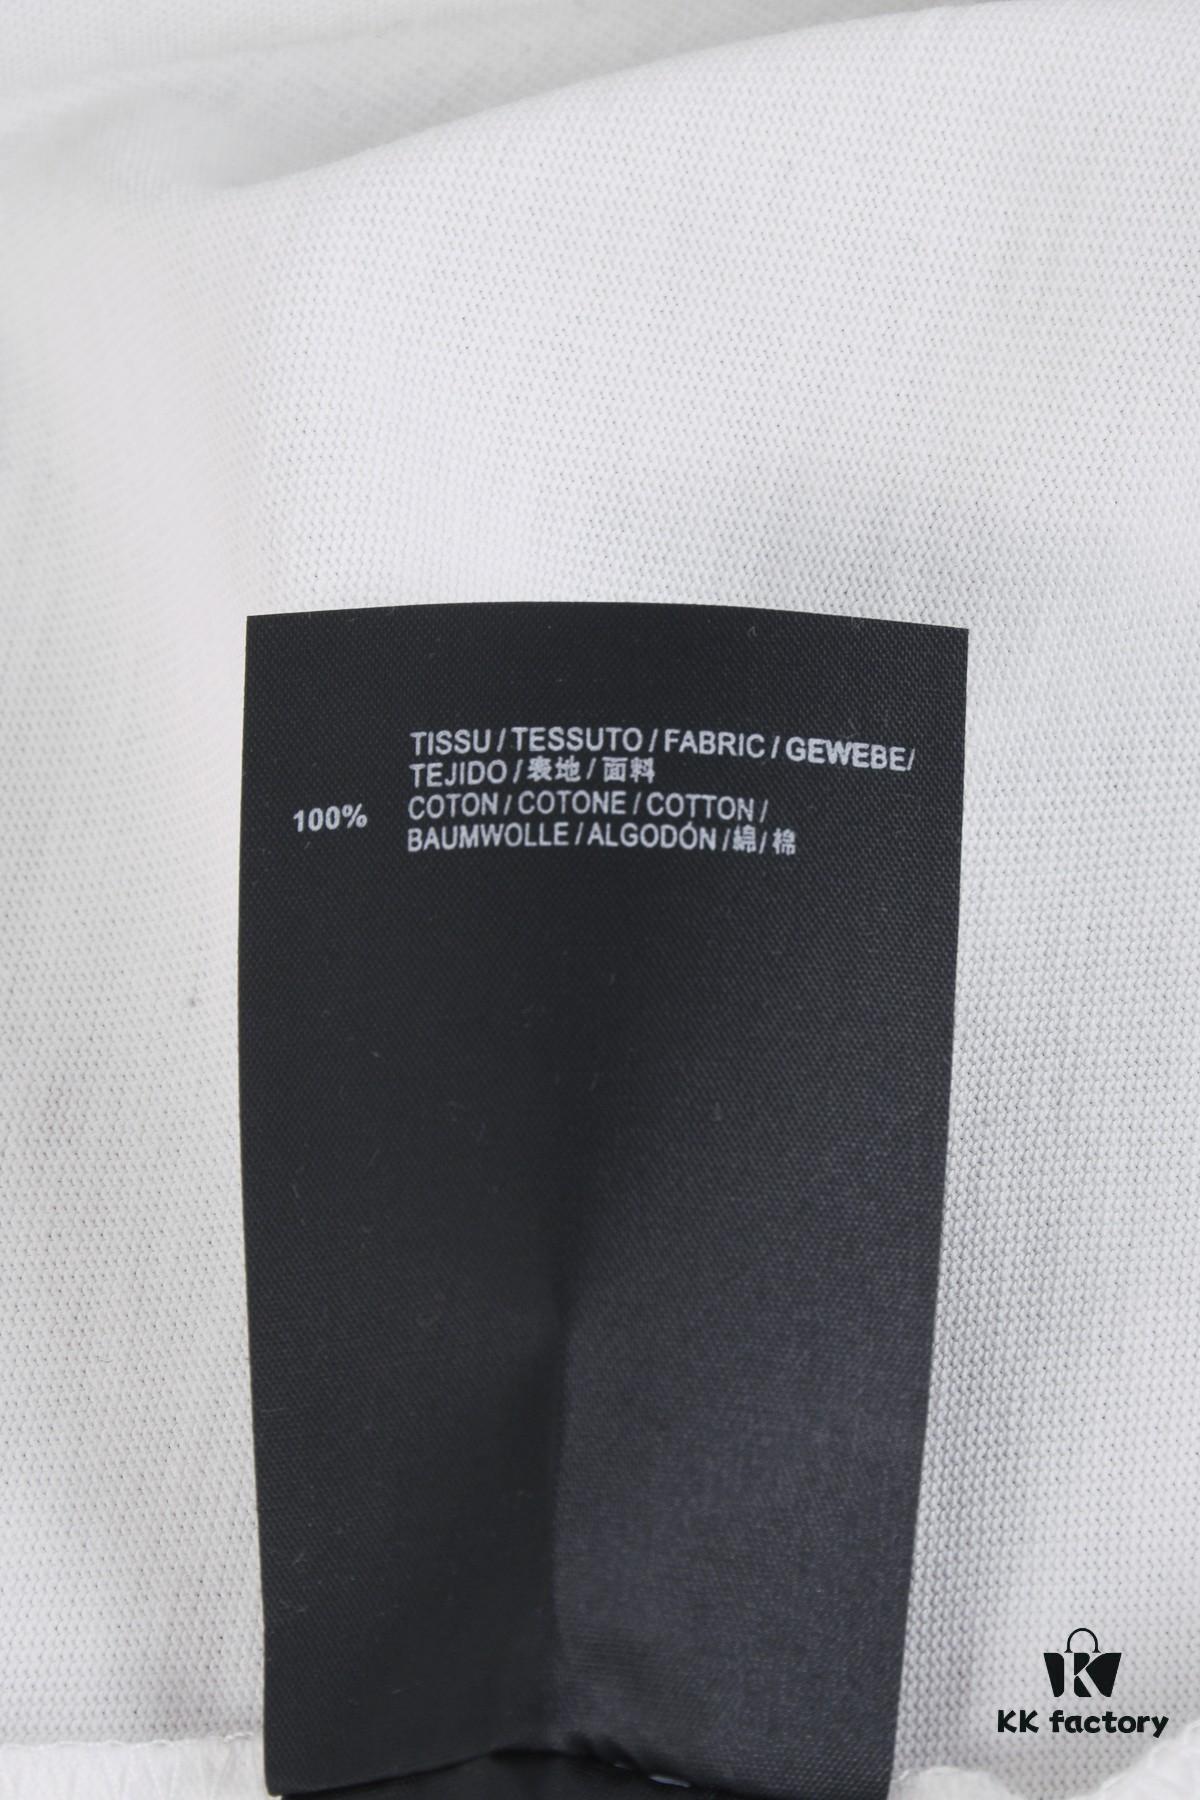 TISSU / TESSUTO / FABRIC / GEWEBE/
TEJIDO / 表地 / 面料
100% COTON / COTONE / COTTON /
BAUMWOLLE / ALGODÓN / 綿 / 棉
KK factory